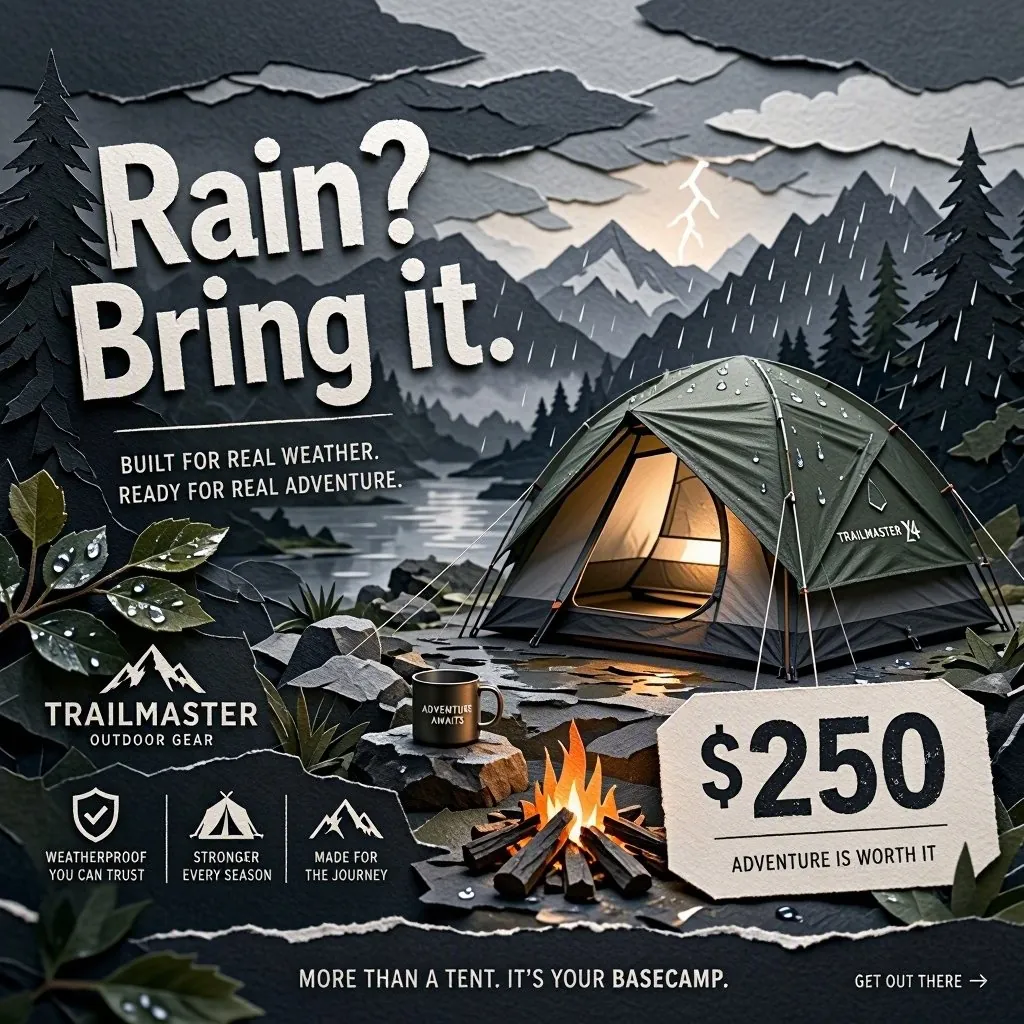 Rain?
Bring it.
BUILT FOR REAL WEATHER.
READY FOR REAL ADVENTURE.
TRAILMASTER X4
ADVENTURE
AWAITS
TRAILMASTER
OUTDOOR GEAR
WEATHERPROOF
YOU CAN TRUST
STRONGER
EVERY SEASON
MADE FOR
THE JOURNEY
$250
ADVENTURE IS WORTH IT
MORE THAN A TENT. IT'S YOUR BASECAMP.
GET OUT THERE →